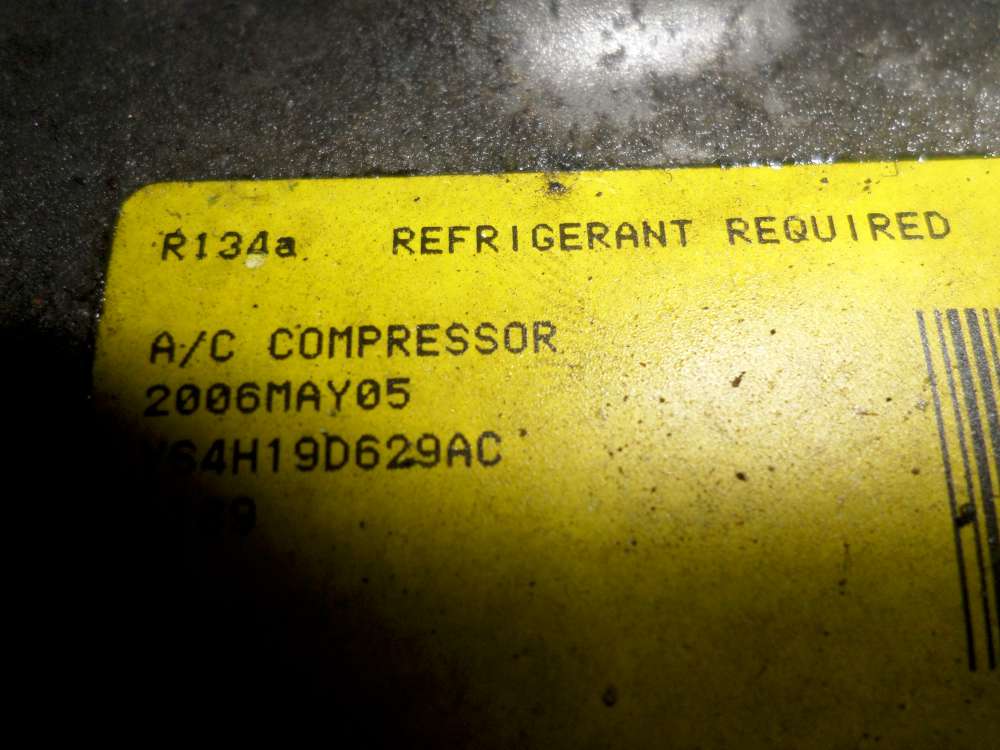 R134a REFRIGERANT REQUIRED
A/C COMPRESSOR
2006MAY05